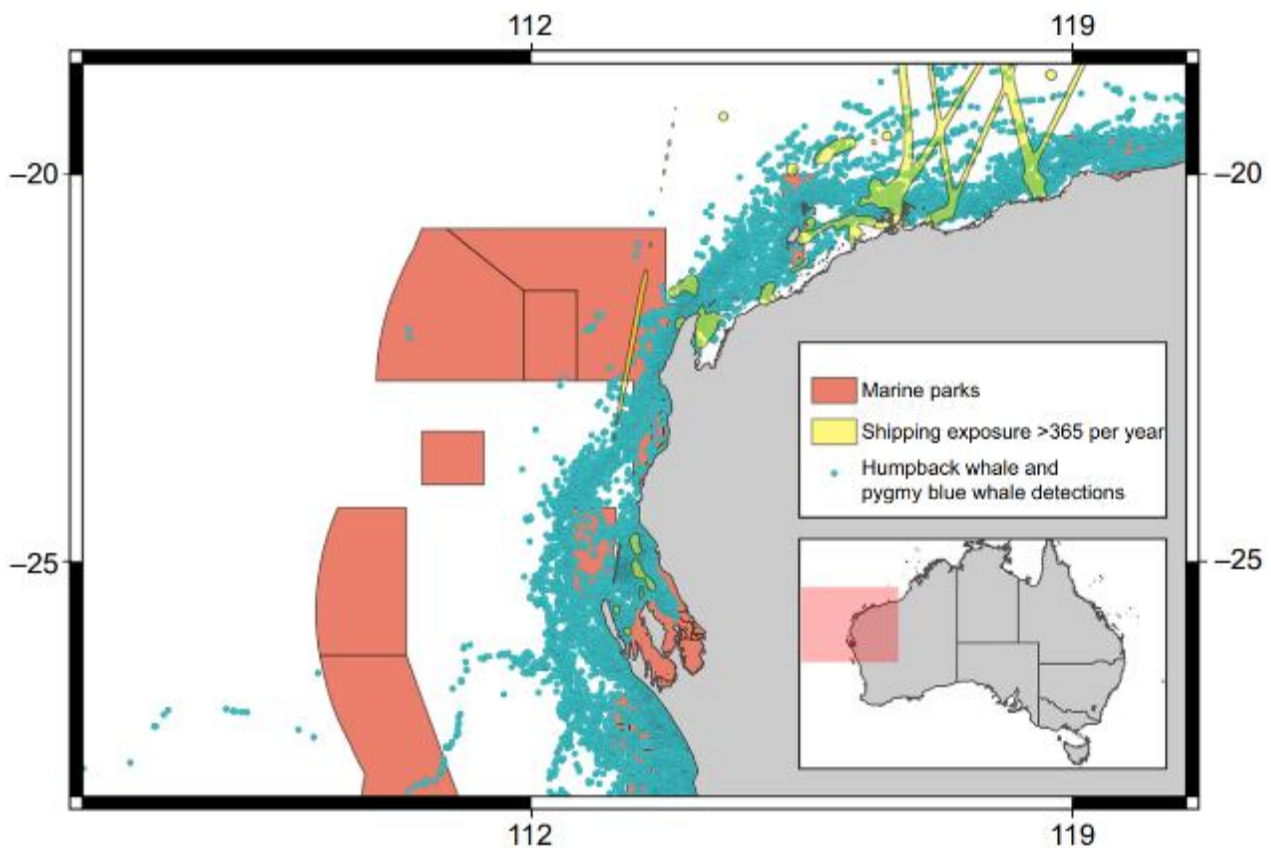 112 119
–20 –20
Marine parks
Shipping exposure >365 per year
Humpback whale and
pygmy blue whale detections
–25 –25
112 119